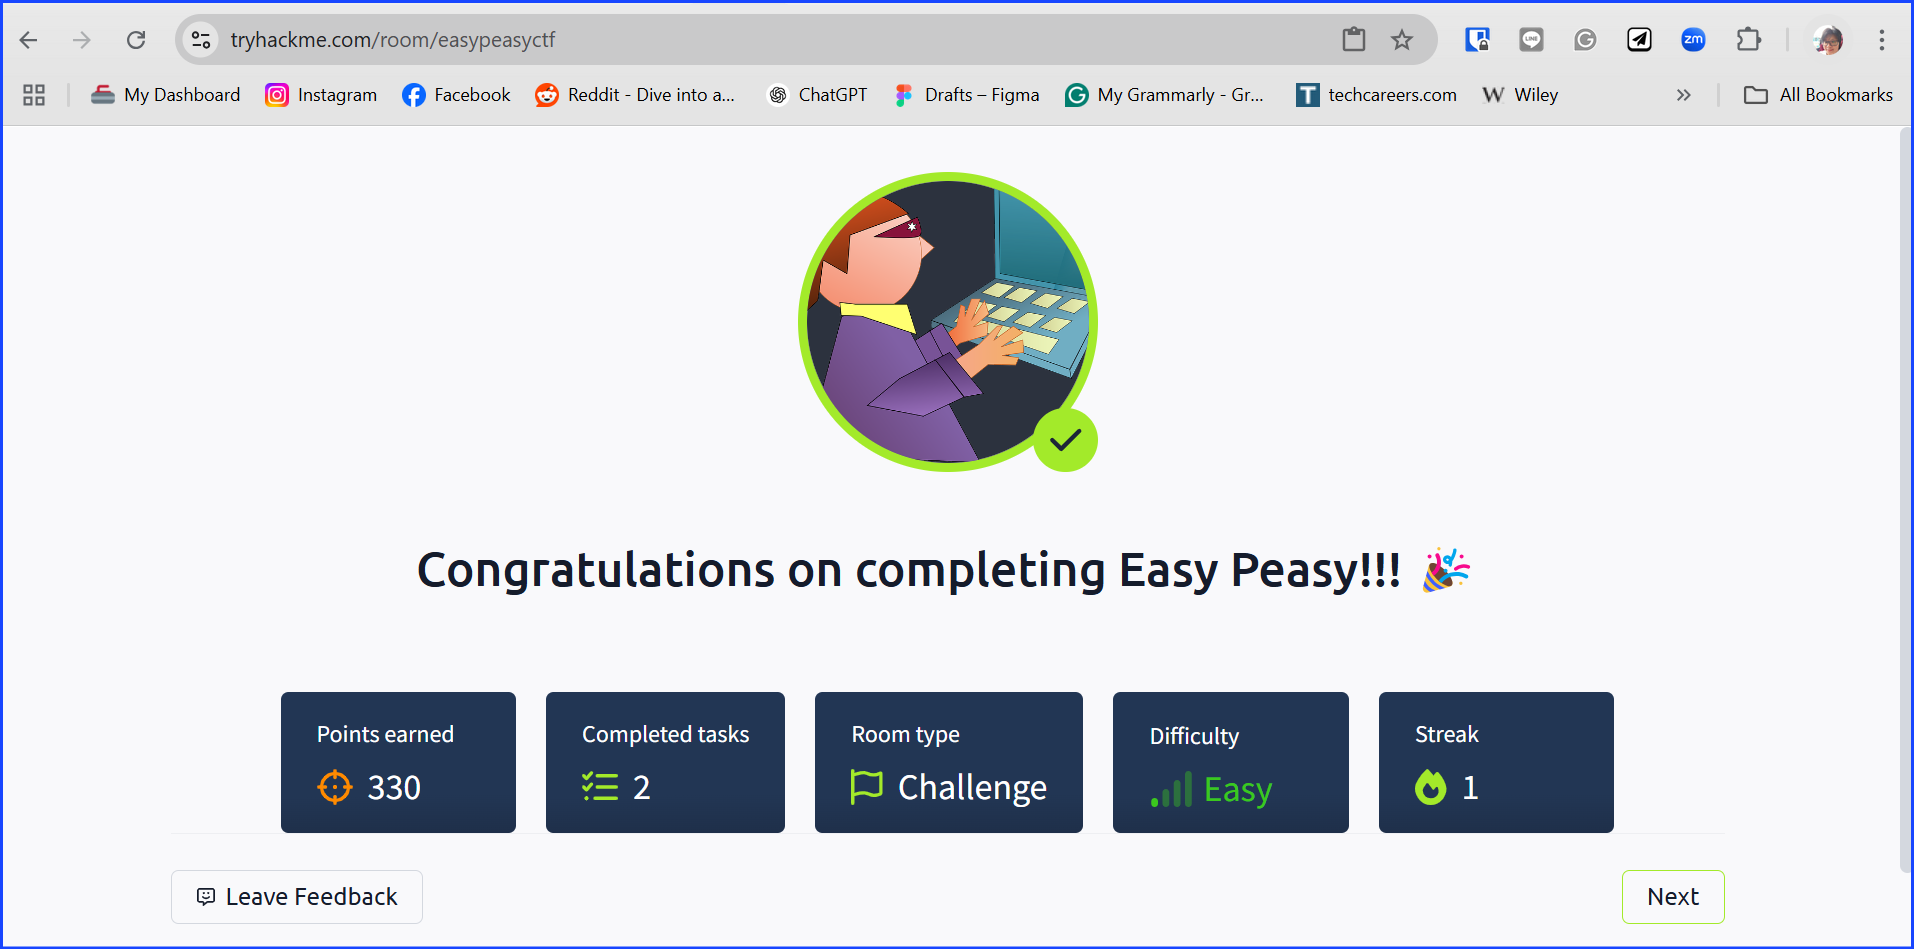 tryhackme.com/room/easypeasyctf
zm
My Dashboard Instagram Facebook Reddit - Dive into a... ChatGPT Drafts – Figma My Grammarly - Gr... T techcareers.com W Wiley » All Bookmarks
Congratulations on completing Easy Peasy!!! 🎉
Points earned Completed tasks Room type Difficulty Streak
330 2 Challenge Easy 1
Leave Feedback Next